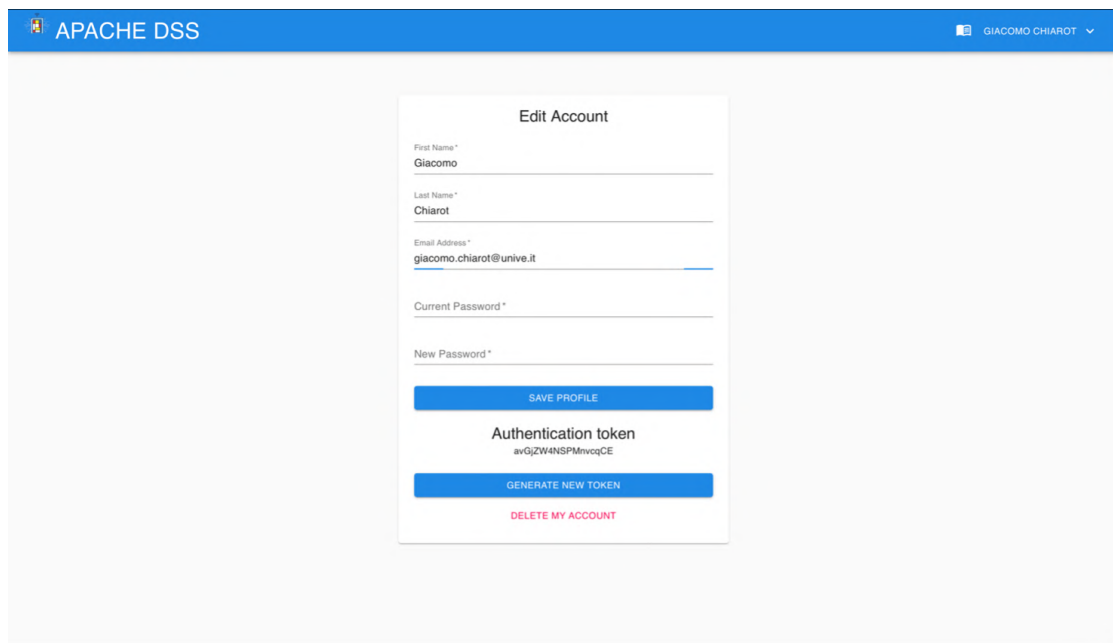 APACHE DSS
GIACOMO CHIAROT
Edit Account
First Name *
Giacomo
Last Name *
Chiarot
Email Address *
giacomo.chiarot@unive.it
Current Password *
New Password *
SAVE PROFILE
Authentication token
avGjZW4NSPMnvcqCE
GENERATE NEW TOKEN
DELETE MY ACCOUNT